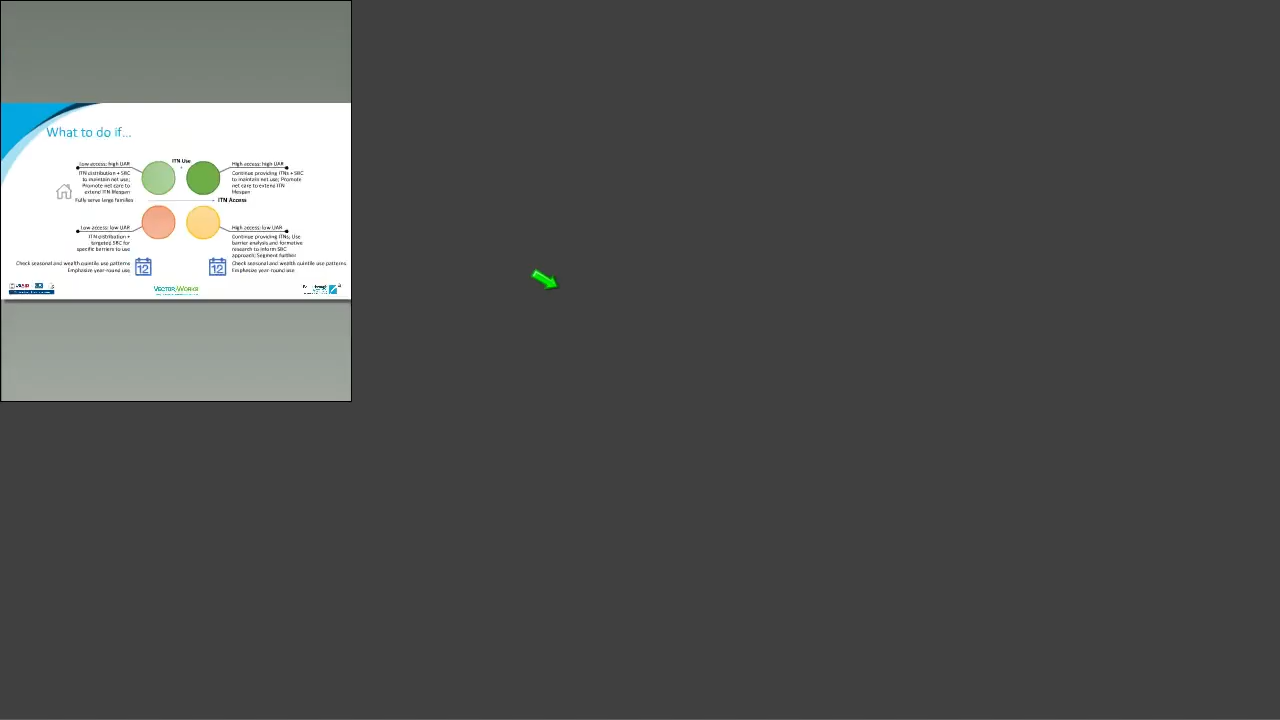 What to do if...
ITN Use
Low access; high UAR
ITN distribution + SBC
to maintain net use;
Promote net care to
extend ITN lifespan
Fully serve large families
High access; high UAR
Continue providing ITNs + SBC
to maintain net use; Promote
net care to extend ITN
lifespan
ITN Access
Low access; low UAR
ITN distribution +
targeted SBC for
specific barriers to use
High access; low UAR
Continue providing ITNs; Use
barrier analysis and formative
research to inform SBC
approach; Segment further
Check seasonal and wealth quintile use patterns
Emphasize year-round use
12
12
Check seasonal and wealth quintile use patterns
Emphasize year-round use
USAID
VECTORWORKS